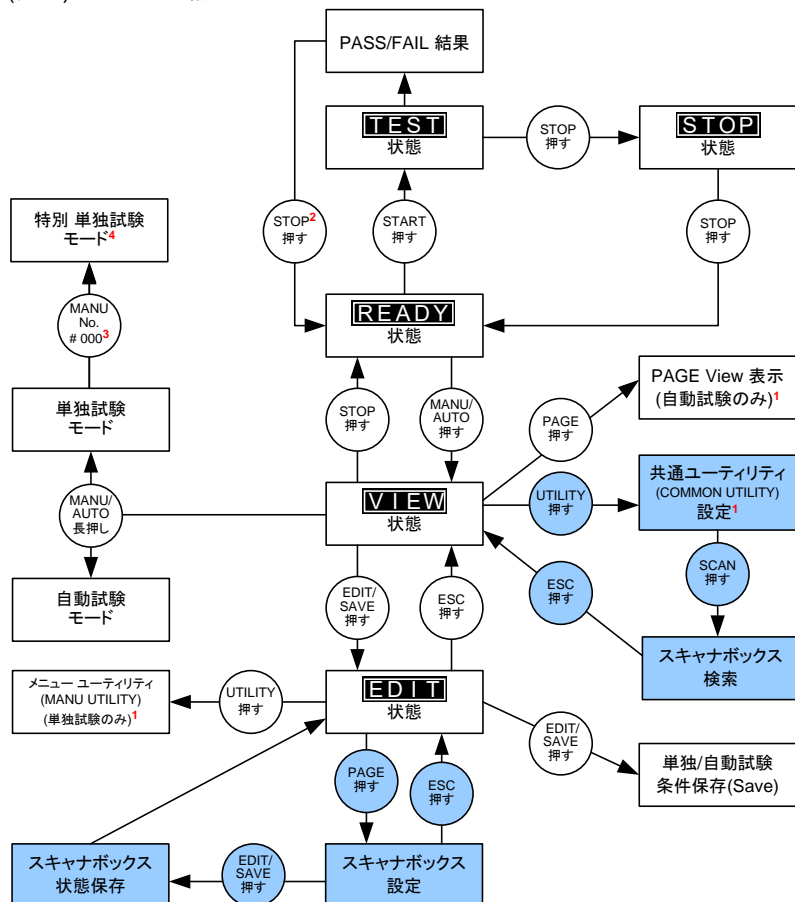 PASS/FAIL 結果
TEST
状態
STOP
押す
STOP
状態
STOP2
押す
START
押す
STOP
押す
特別 単独試験
モード4
MANU
No.
# 0003
READY
状態
単独試験
モード
STOP
押す
MANU/
AUTO
押す
PAGE
押す
PAGE View 表示
(自動試験のみ)1
MANU/
AUTO
長押し
VIEW
状態
UTILITY
押す
共通ユーティリティ
(COMMON UTILITY)
設定1
自動試験
モード
EDIT/
SAVE
押す
ESC
押す
ESC
押す
SCAN
押す
スキャナボックス
検索
メニュー ユーティリティ
(MANU UTILITY)
(単独試験のみ)1
UTILITY
押す
EDIT
状態
EDIT/
SAVE
押す
単独/自動試験
条件保存(Save)
PAGE
押す
ESC
押す
スキャナボックス
状態保存
EDIT/
SAVE
押す
スキャナボックス
設定